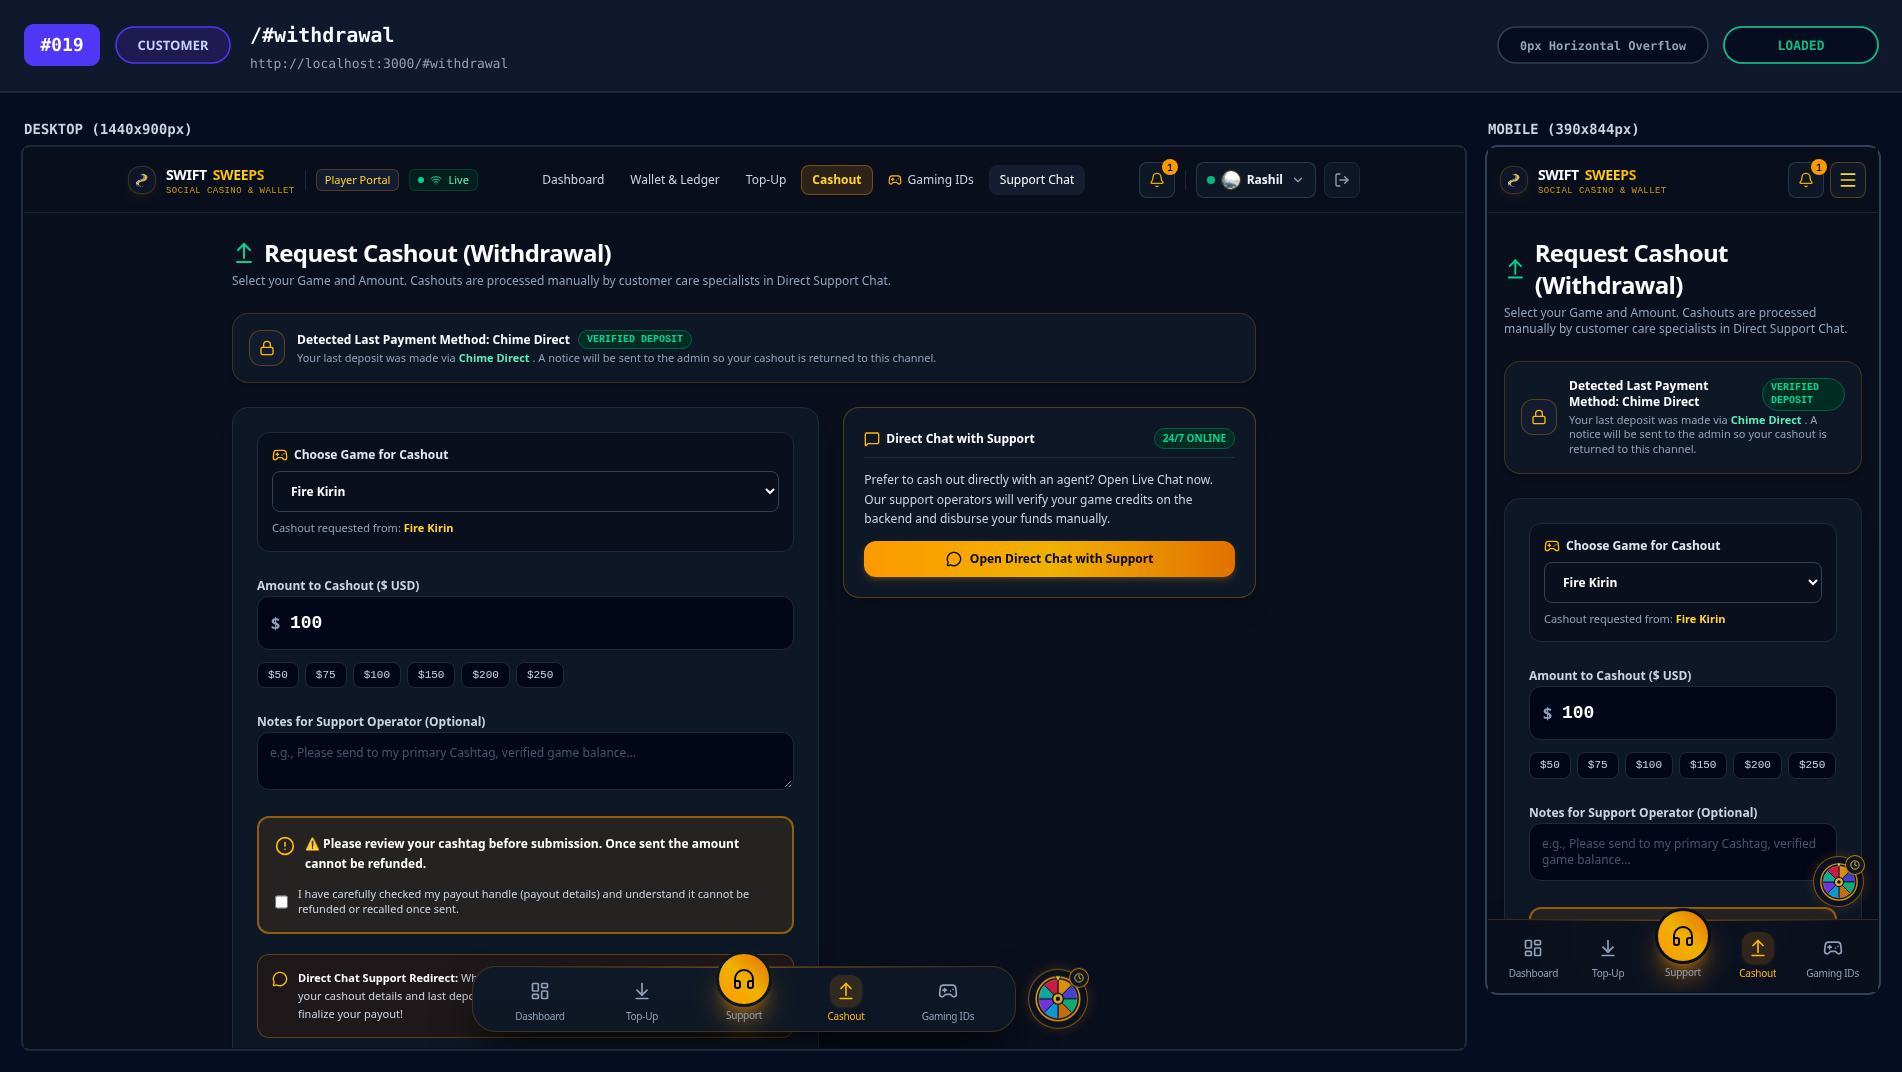 #019
CUSTOMER
/#withdrawal
http://localhost:3000/#withdrawal
0px Horizontal Overflow
LOADED
DESKTOP (1440x900px)
SWIFT SWEEPS
SOCIAL CASINO & WALLET
Player Portal
Live
Dashboard
Wallet & Ledger
Top-Up
Cashout
Gaming IDs
Support Chat
1
Rashil
Request Cashout (Withdrawal)
Select your Game and Amount. Cashouts are processed manually by customer care specialists in Direct Support Chat.
Detected Last Payment Method: Chime Direct
VERIFIED DEPOSIT
Your last deposit was made via Chime Direct . A notice will be sent to the admin so your cashout is returned to this channel.
Choose Game for Cashout
Fire Kirin
Cashout requested from: Fire Kirin
Amount to Cashout ($ USD)
$ 100
$50
$75
$100
$150
$200
$250
Notes for Support Operator (Optional)
e.g., Please send to my primary Cashtag, verified game balance...
⚠️ Please review your cashtag before submission. Once sent the amount
cannot be refunded.
I have carefully checked my payout handle (payout details) and understand it cannot be
refunded or recalled once sent.
Direct Chat Support Redirect:
your cashout details and last
finalize your payout!
Direct Chat with Support
24/7 ONLINE
Prefer to cash out directly with an agent? Open Live Chat now.
Our support operators will verify your game credits on the
backend and disburse your funds manually.
Open Direct Chat with Support
Dashboard
Top-Up
Support
Cashout
Gaming IDs
MOBILE (390x844px)
SWIFT SWEEPS
SOCIAL CASINO & WALLET
1
Request Cashout
(Withdrawal)
Select your Game and Amount. Cashouts are processed
manually by customer care specialists in Direct Support Chat.
Detected Last Payment
Method: Chime Direct
VERIFIED
DEPOSIT
Your last deposit was made via Chime Direct . A
notice will be sent to the admin so your cashout is
returned to this channel.
Choose Game for Cashout
Fire Kirin
Cashout requested from: Fire Kirin
Amount to Cashout ($ USD)
$ 100
$50
$75
$100
$150
$200
$250
Notes for Support Operator (Optional)
e.g., Please send to my primary Cashtag, verified
game balance...
Dashboard
Top-Up
Support
Cashout
Gaming IDs